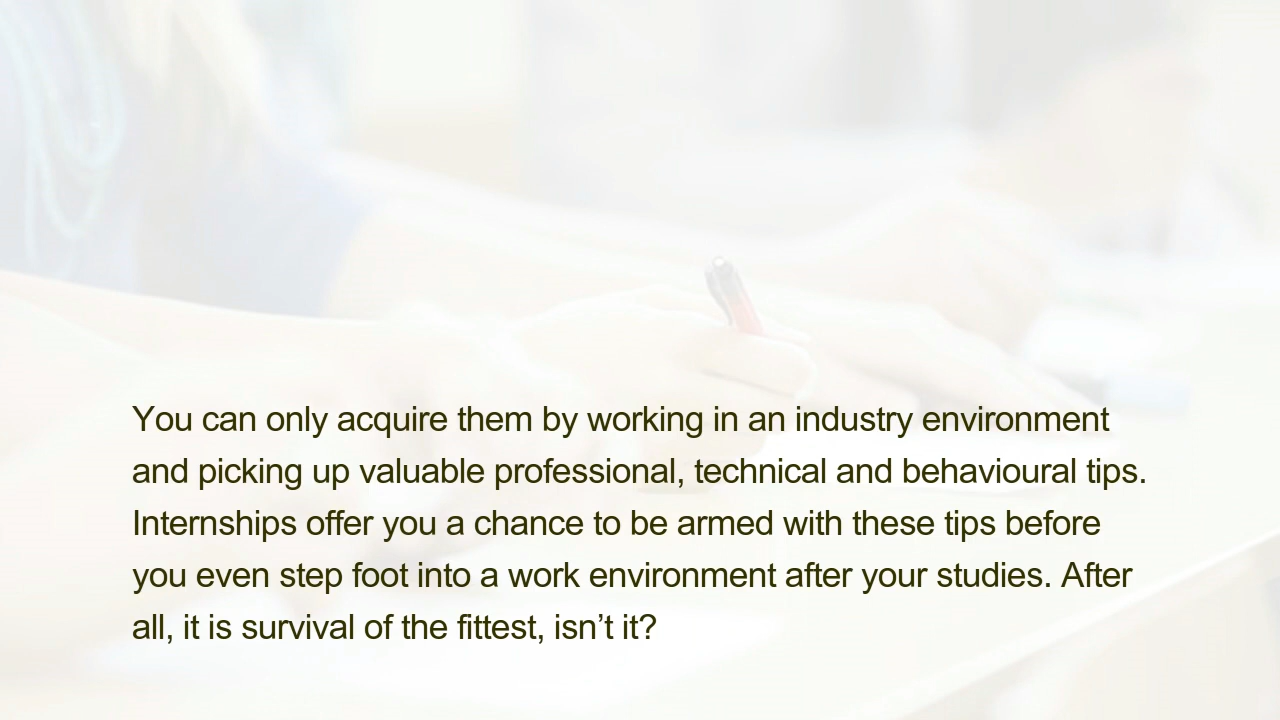 You can only acquire them by working in an industry environment
and picking up valuable professional, technical and behavioural tips.
Internships offer you a chance to be armed with these tips before
you even step foot into a work environment after your studies. After
all, it is survival of the fittest, isn’t it?